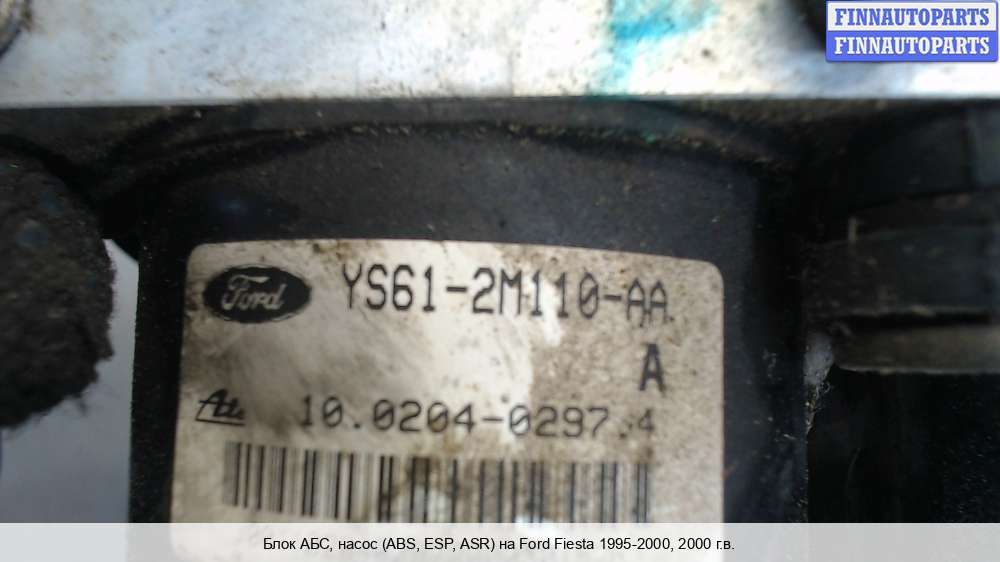 FINNAUTOPARTS
FINNAUTOPARTS
Ford YS61-2M110-AA
A
Ate 10.0204-0297.4
Блок АБС, насос (ABS, ESP, ASR) на Ford Fiesta 1995-2000, 2000 г.в.